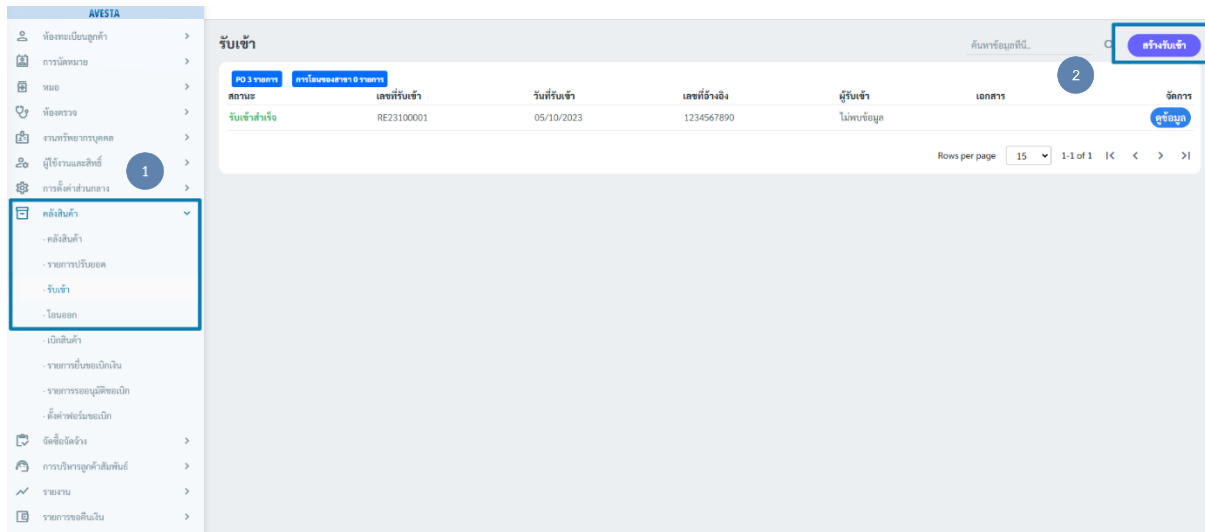 AVESTA
ห้องทะเบียนลูกค้า
การนัดหมาย
หมอ
ห้องตรวจ
งานทรัพยากรบุคคล
ผู้ใช้งานและสิทธิ์
การตั้งค่าส่วนกลาง
1
คลังสินค้า
- คลังสินค้า
- รายการปรับยอด
- รับเข้า
- โอนออก
- เบิกสินค้า
- รายการยื่นขอเบิกเงิน
- รายการรออนุมัติขอเบิก
- ตั้งค่าฟอร์มขอเบิก
จัดซื้อจัดจ้าง
การบริหารลูกค้าสัมพันธ์
รายงาน
รายการขอคืนเงิน
รับเข้า
ค้นหาข้อมูลที่นี่..
สร้างรับเข้า
2
PO 3 รายการ การโอนของสาขา 0 รายการ
สถานะ เลขที่รับเข้า วันที่รับเข้า เลขที่อ้างอิง ผู้รับเข้า เอกสาร จัดการ
รับเข้าสำเร็จ RE23100001 05/10/2023 1234567890 ไม่พบข้อมูล ดูข้อมูล
Rows per page 15 1-1 of 1